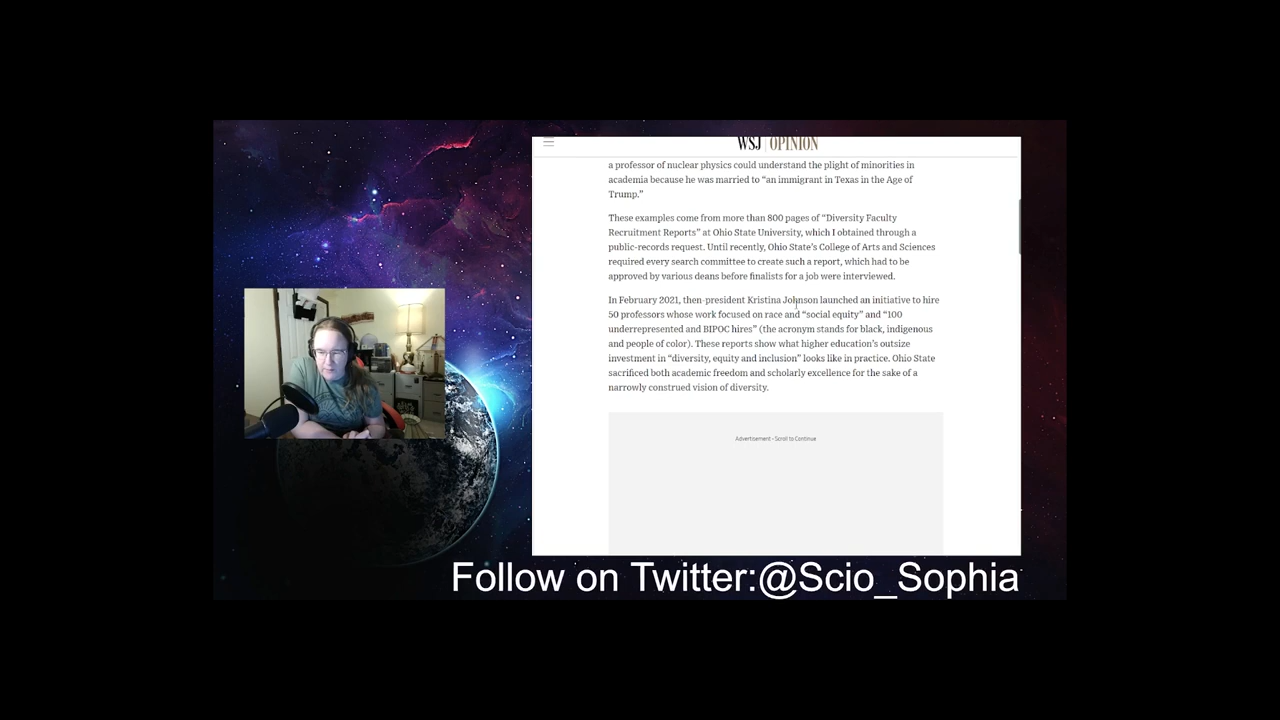 WSJ | OPINION
a professor of nuclear physics could understand the plight of minorities in
academia because he was married to “an immigrant in Texas in the Age of
Trump.”
These examples come from more than 800 pages of “Diversity Faculty
Recruitment Reports” at Ohio State University, which I obtained through a
public-records request. Until recently, Ohio State’s College of Arts and Sciences
required every search committee to create such a report, which had to be
approved by various deans before finalists for a job were interviewed.
In February 2021, then-president Kristina Johnson launched an initiative to hire
50 professors whose work focused on race and “social equity” and “100
underrepresented and BIPOC hires” (the acronym stands for black, indigenous
and people of color). These reports show what higher education’s outsize
investment in “diversity, equity and inclusion” looks like in practice. Ohio State
sacrificed both academic freedom and scholarly excellence for the sake of a
narrowly construed vision of diversity.
Advertisement - Scroll to Continue
Follow on Twitter:@Scio_Sophia